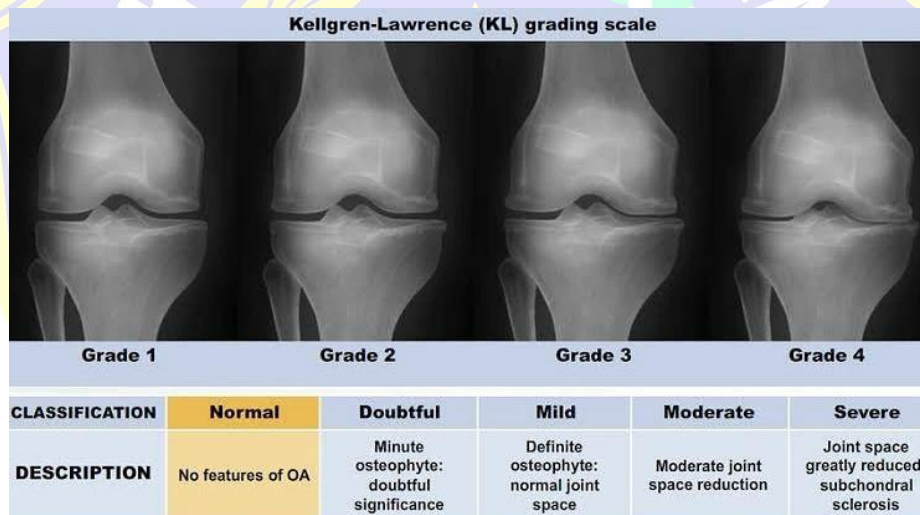 Kellgren-Lawrence (KL) grading scale
Grade 1 Grade 2 Grade 3 Grade 4
CLASSIFICATION Normal Doubtful Mild Moderate Severe
DESCRIPTION
No features of OA
Minute
osteophyte:
doubtful
significance
Definite
osteophyte:
normal joint
space
Moderate joint
space reduction
Joint space
greatly reduced
subchondral
sclerosis